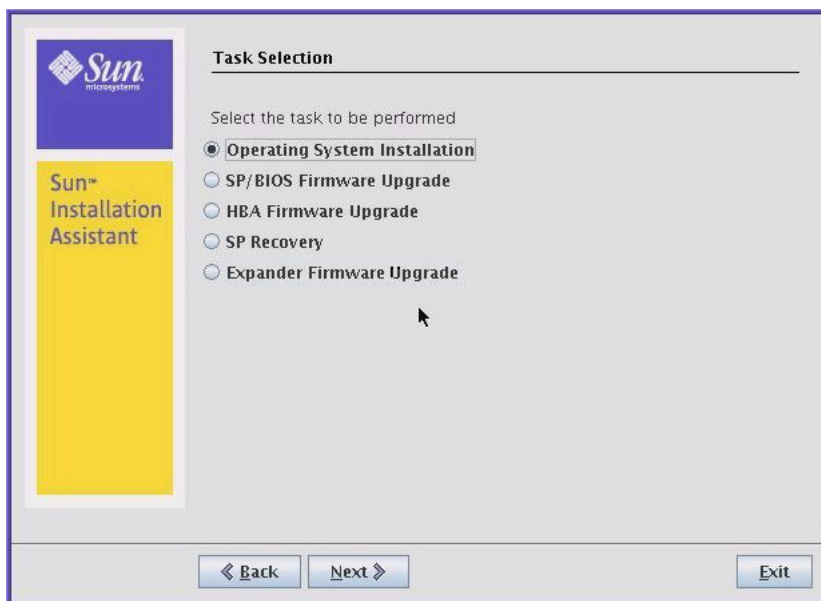 Sun
microsystems
Sun™
Installation
Assistant
Task Selection
Select the task to be performed
Operating System Installation
SP/BIOS Firmware Upgrade
HBA Firmware Upgrade
SP Recovery
Expander Firmware Upgrade
Back
Next
Exit